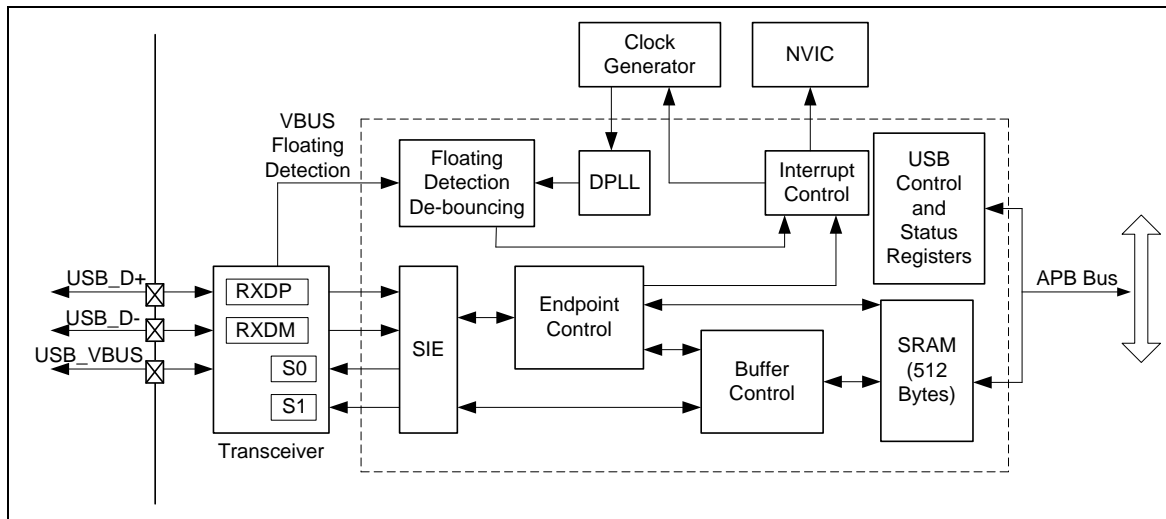 Clock
Generator
NVIC
VBUS
Floating
Detection
Floating
Detection
De-bouncing
DPLL
Interrupt
Control
USB
Control
and
Status
Registers
USB_D+
USB_D-
USB_VBUS
RXDP
RXDM
S0
S1
Transceiver
SIE
Endpoint
Control
Buffer
Control
SRAM
(512
Bytes)
APB Bus